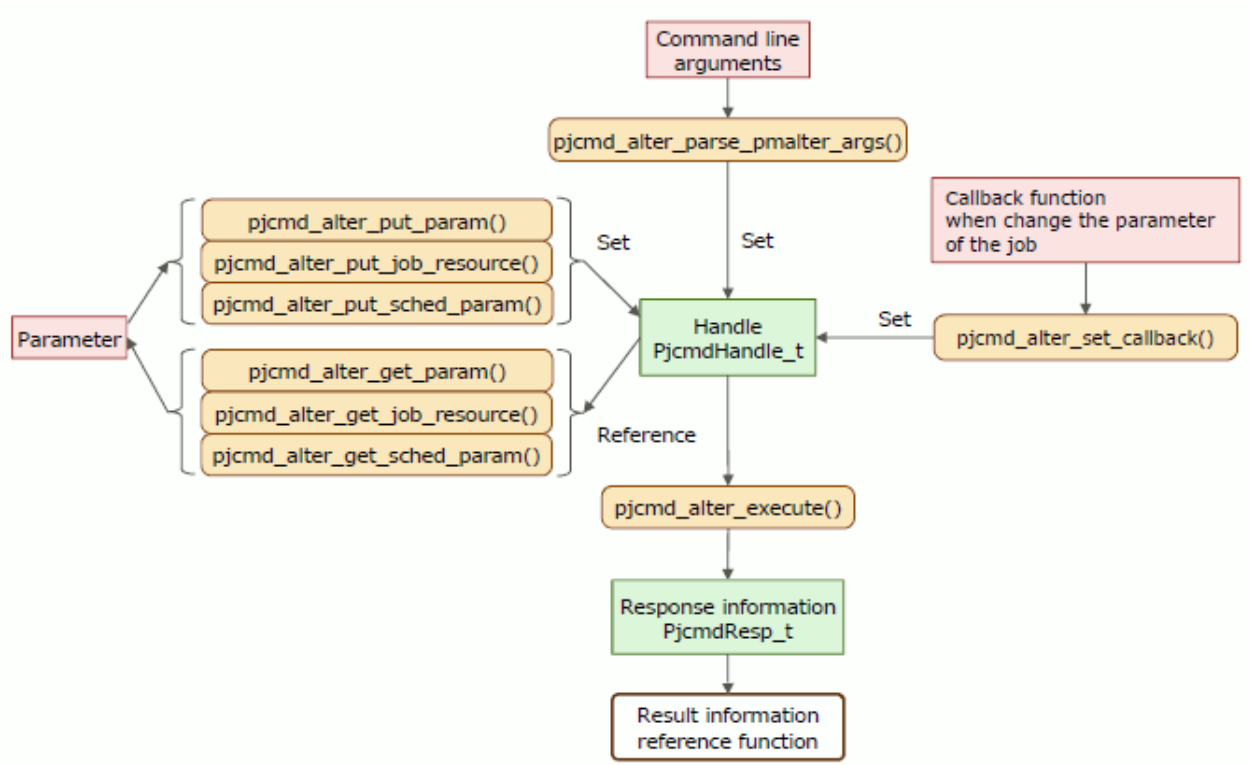 Command line
arguments
pjcmd_alter_parse_pmalter_args()
Callback function
when change the parameter
of the job
pjcmd_alter_put_param()
pjcmd_alter_put_job_resource()
pjcmd_alter_put_sched_param()
Set
Set
Parameter
Handle
PjcmdHandle_t
Set
pjcmd_alter_set_callback()
pjcmd_alter_get_param()
pjcmd_alter_get_job_resource()
pjcmd_alter_get_sched_param()
Reference
pjcmd_alter_execute()
Response information
PjcmdResp_t
Result information
reference function